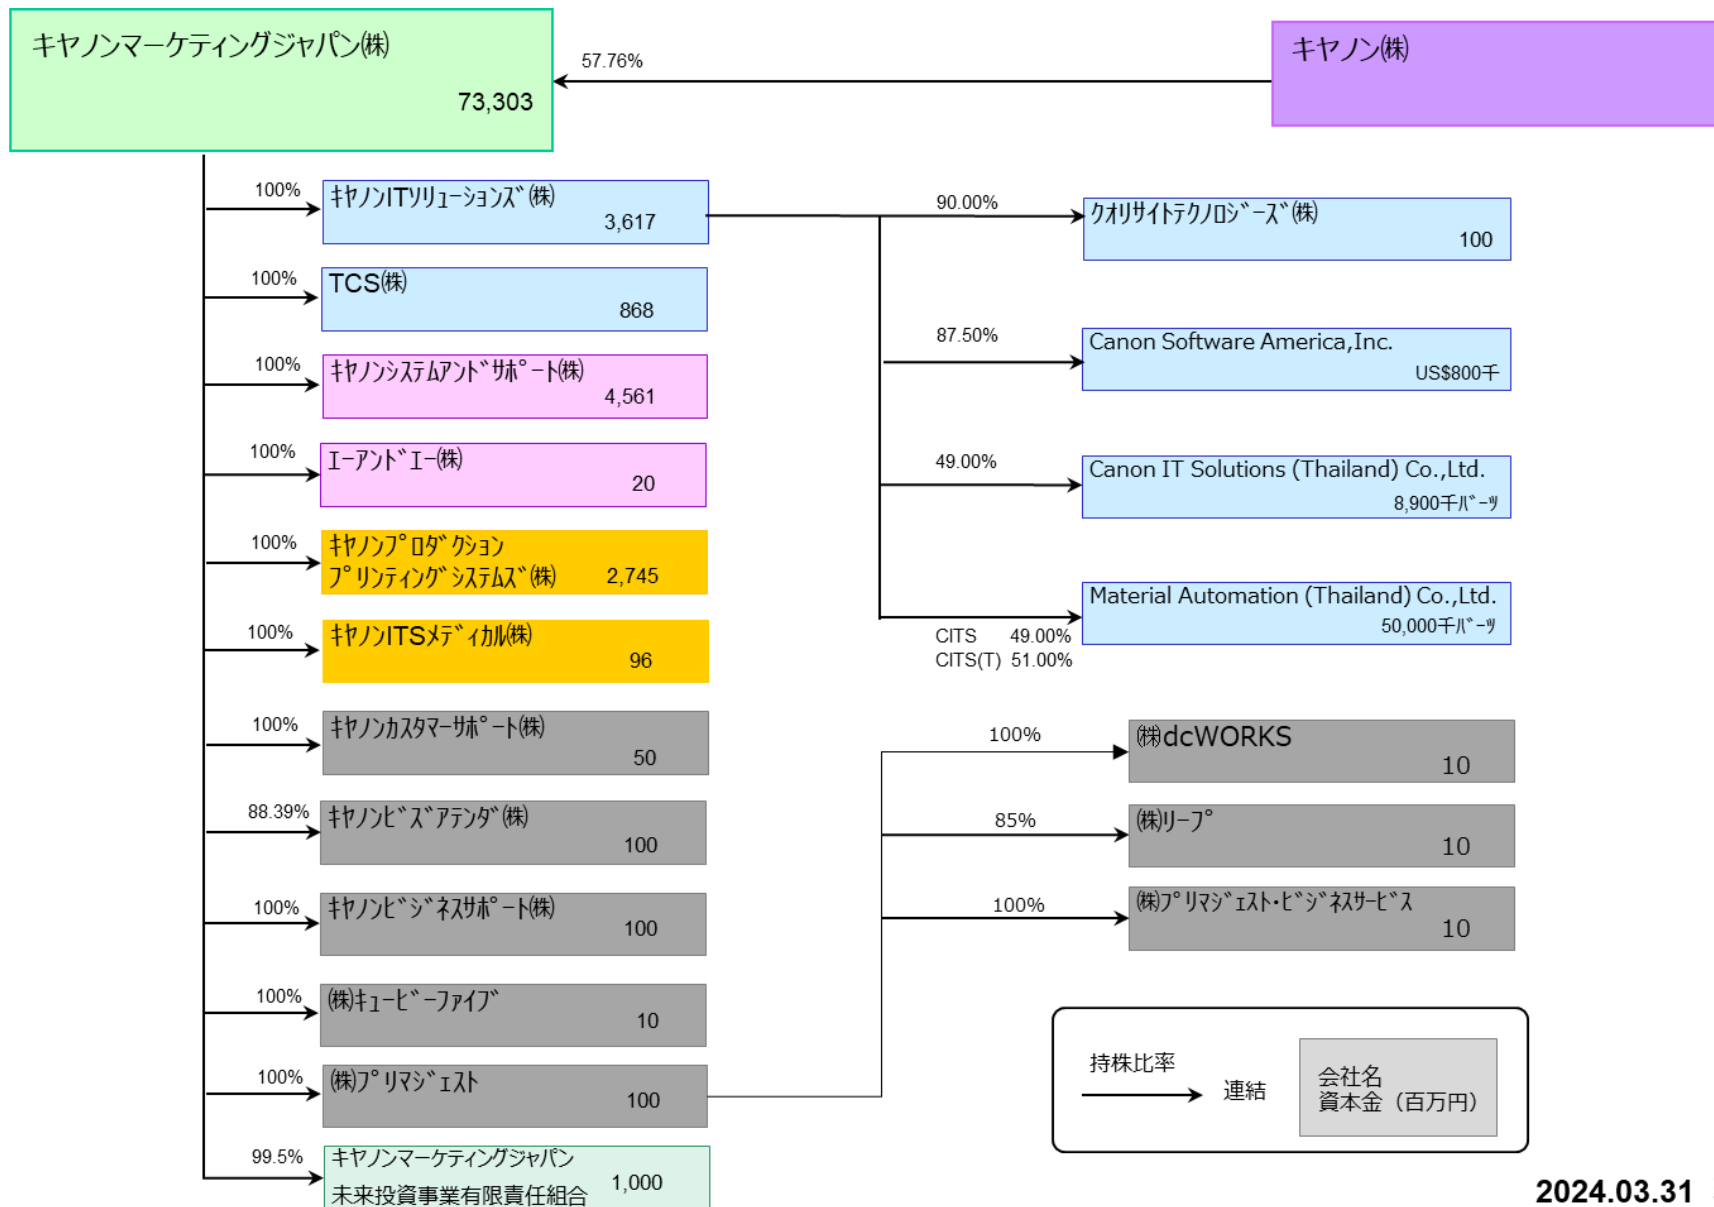 キヤノンマーケティングジャパン㈱
73,303
57.76%
キヤノン㈱
100%
ｷﾔﾉﾝITｿﾘｭｰｼｮﾝｽﾞ㈱
3,617
100%
TCS㈱
868
100%
ｷﾔﾉﾝｼｽﾃﾑｱﾝﾄﾞｻﾎﾟｰﾄ㈱
4,561
100%
ｴｰｱﾝﾄﾞｴｰ㈱
20
100%
ｷﾔﾉﾝﾌﾟﾛﾀﾞｸｼｮﾝ
ﾌﾟﾘﾝﾃｨﾝｸﾞｼｽﾃﾑｽﾞ㈱ 2,745
100%
ｷﾔﾉﾝITSﾒﾃﾞｨｶﾙ㈱
96
100%
ｷﾔﾉﾝｶｽﾀﾏｰｻﾎﾟｰﾄ㈱
50
88.39%
ｷﾔﾉﾝﾋﾞｽﾞｱﾃﾝﾀﾞ㈱
100
100%
ｷﾔﾉﾝﾋﾞｼﾞﾈｽｻﾎﾟｰﾄ㈱
100
100%
㈱ｷｭｰﾋﾞｰﾌｧｲﾌﾞ
10
100%
㈱ﾌﾟﾘﾏｼﾞｪｽﾄ
100
99.5%
キヤノンマーケティングジャパン
未来投資事業有限責任組合
1,000
90.00%
ｸｵﾘｻｲﾄﾃｸﾉﾛｼﾞｰｽﾞ㈱
100
87.50%
Canon Software America,Inc.
US$800千
49.00%
Canon IT Solutions (Thailand) Co.,Ltd.
8,900千ﾊﾞｰﾂ
Material Automation (Thailand) Co.,Ltd.
50,000千ﾊﾞｰﾂ
CITS 49.00%
CITS(T) 51.00%
100%
㈱dcWORKS
10
85%
㈱ﾘｰﾌﾟ
10
100%
㈱ﾌﾟﾘﾏｼﾞｪｽﾄ･ﾋﾞｼﾞﾈｽｻｰﾋﾞｽ
10
持株比率
連結
会社名
資本金（百万円）
2024.03.31